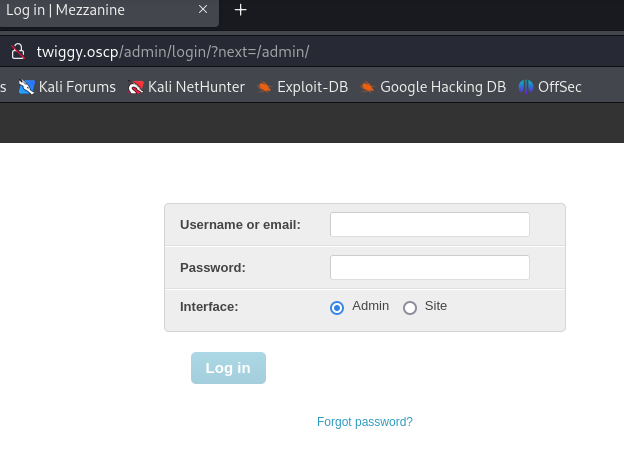 Log in | Mezzanine × +
twiggy.oscp/admin/login/?next=/admin/
s Kali Forums Kali NetHunter Exploit-DB Google Hacking DB OffSec
Username or email:
Password:
Interface: Admin Site
Log in
Forgot password?